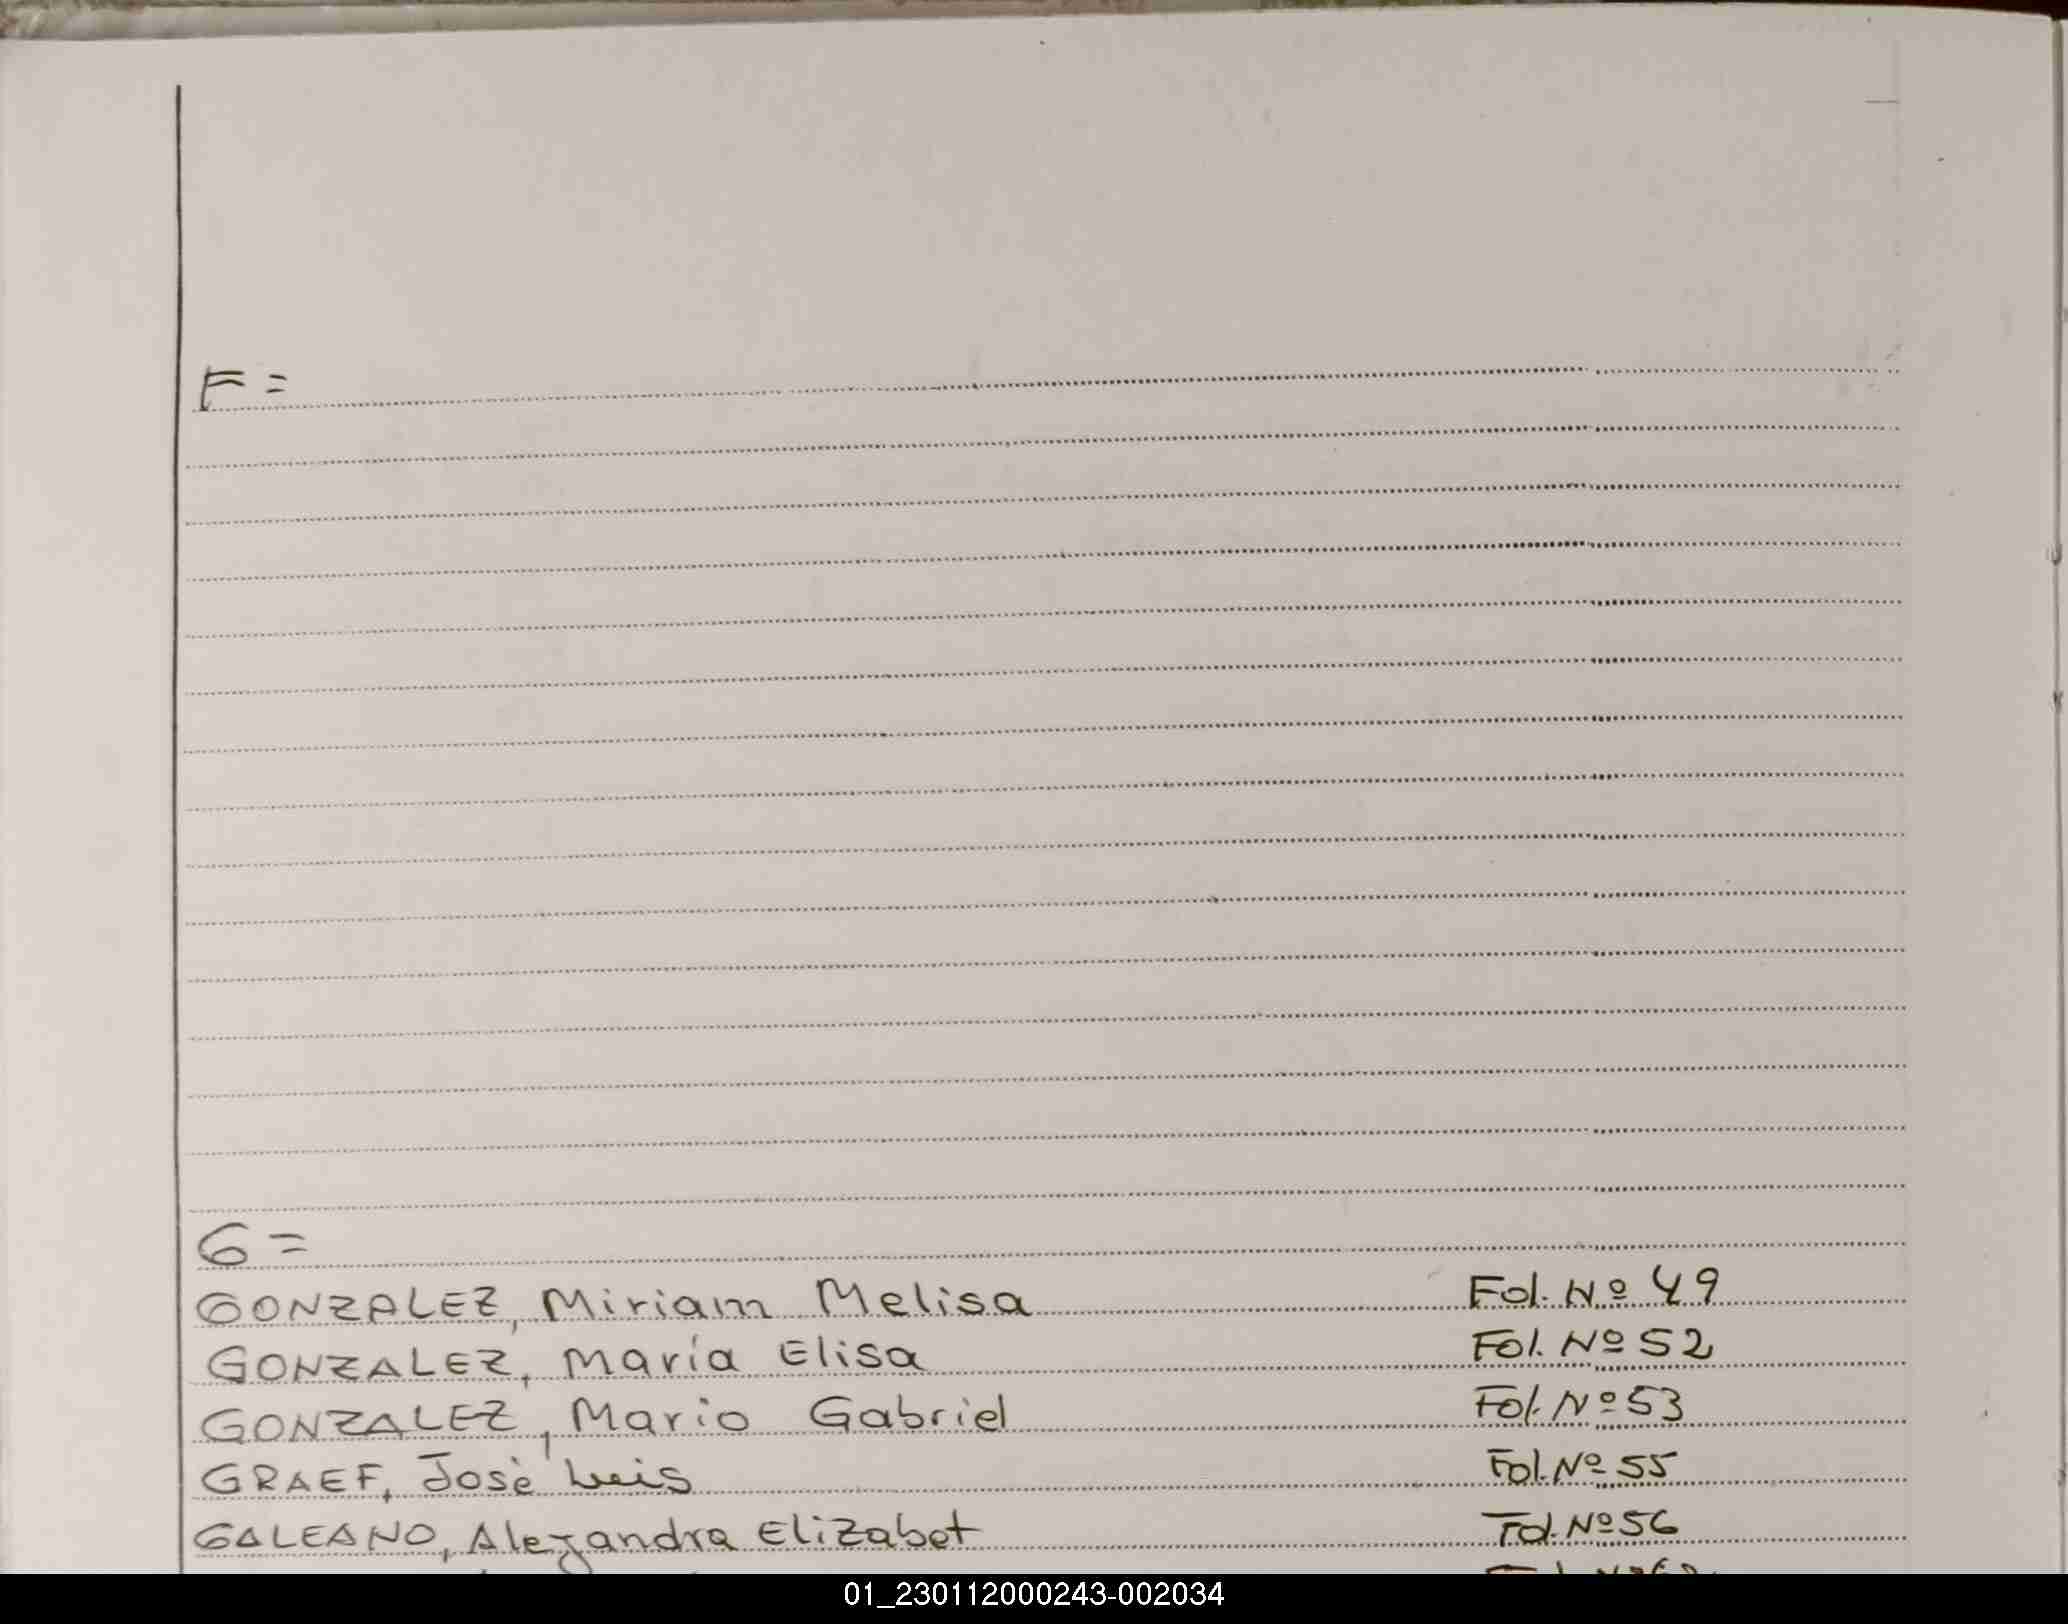 F =
G =
GONZALEZ, Miriam Melisa Fol. Nº 49
GONZALEZ, María Elisa Fol. Nº 52
GONZALEZ, Mario Gabriel Fol. Nº 53
GRAEF, Josè Luis Fol. Nº 55
GALEANO, Alejandra Elizabet Fol. Nº 56
01_230112000243-002034